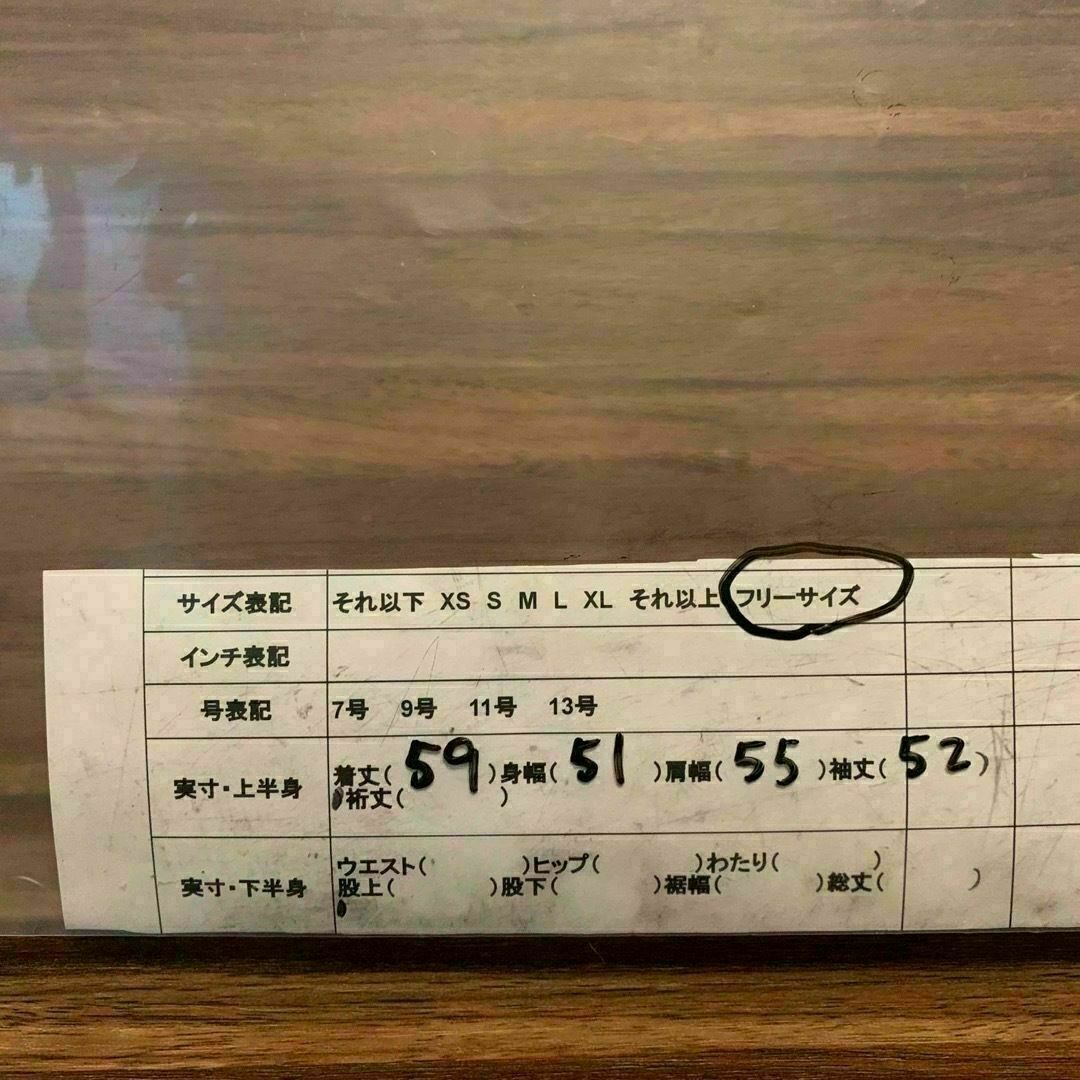 サイズ表記 それ以下 XS S M L XL それ以上 フリーサイズ
インチ表記
号表記 7号 9号 11号 13号
実寸・上半身 着丈( 59 )身幅( 51 )肩幅( 55 )袖丈( 52 )
裄丈( )
実寸・下半身 ウエスト( )ヒップ( )わたり( )
股上( )股下( )裾幅( )総丈( )